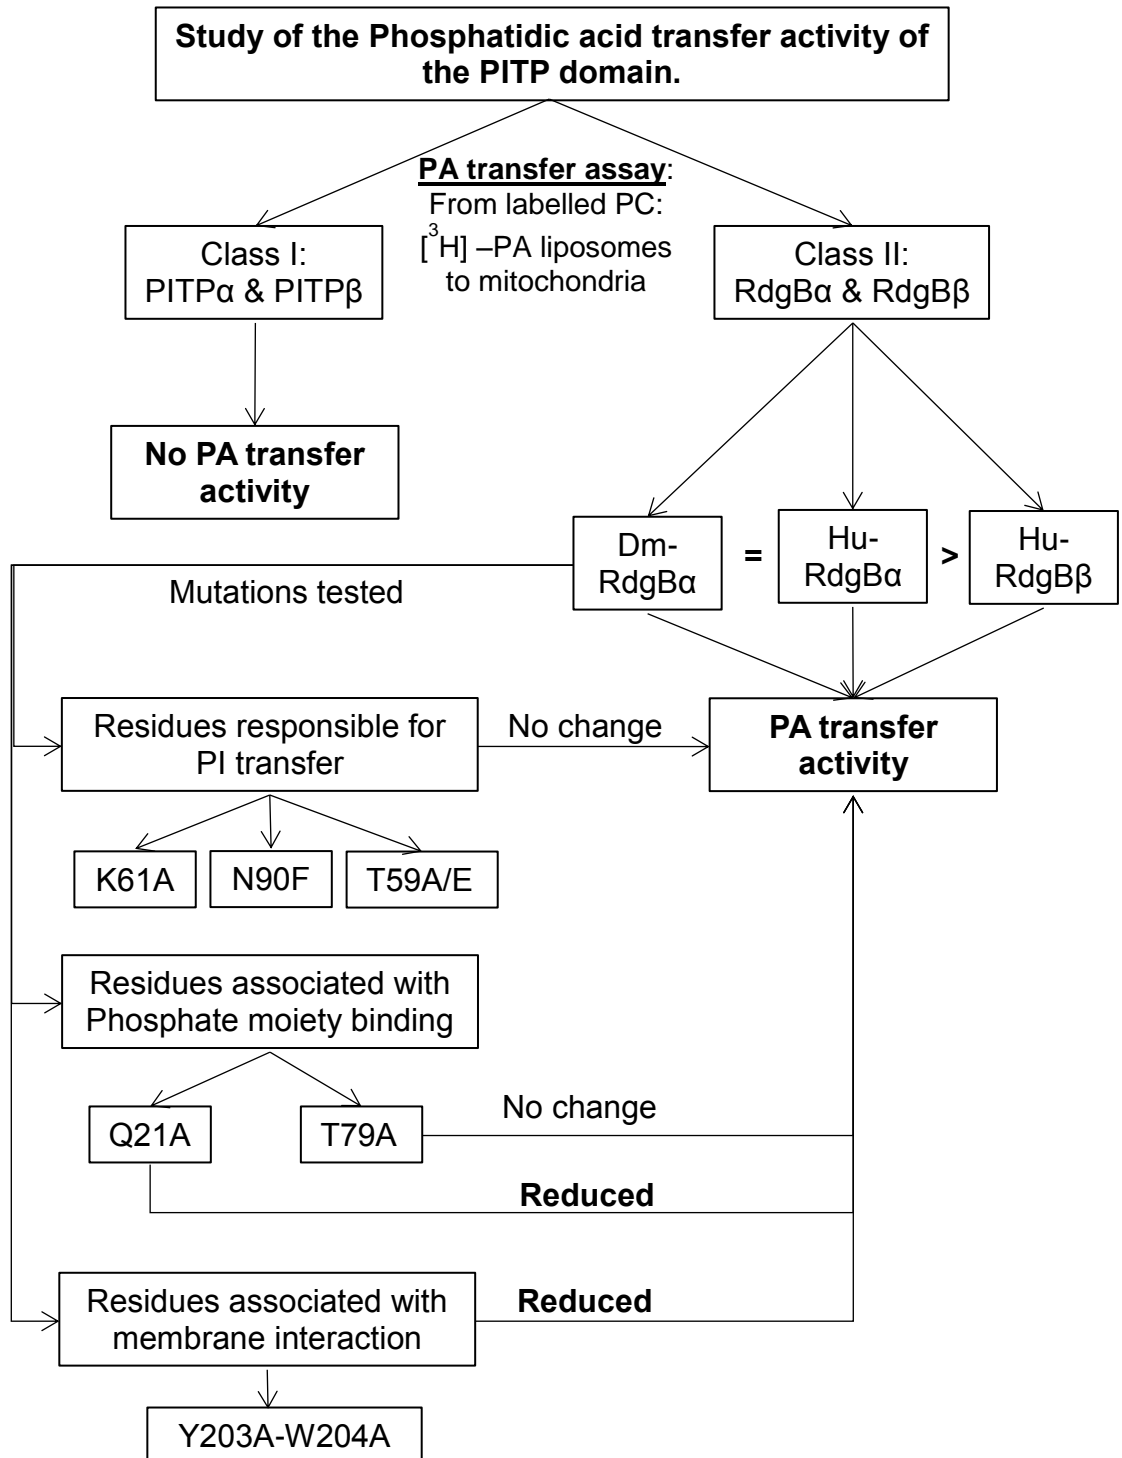 Study of the Phosphatidic acid transfer activity of
the PITP domain.
PA transfer assay:
From labelled PC:
[³H] –PA liposomes
to mitochondria
Class I:
PITPα & PITPβ
Class II:
RdgBα & RdgBβ
No PA transfer
activity
Dm-
RdgBα
=
Hu-
RdgBα
>
Hu-
RdgBβ
Mutations tested
Residues responsible for
PI transfer
No change
PA transfer
activity
K61A
N90F
T59A/E
Residues associated with
Phosphate moiety binding
Q21A
T79A
No change
Reduced
Residues associated with
membrane interaction
Reduced
Y203A-W204A